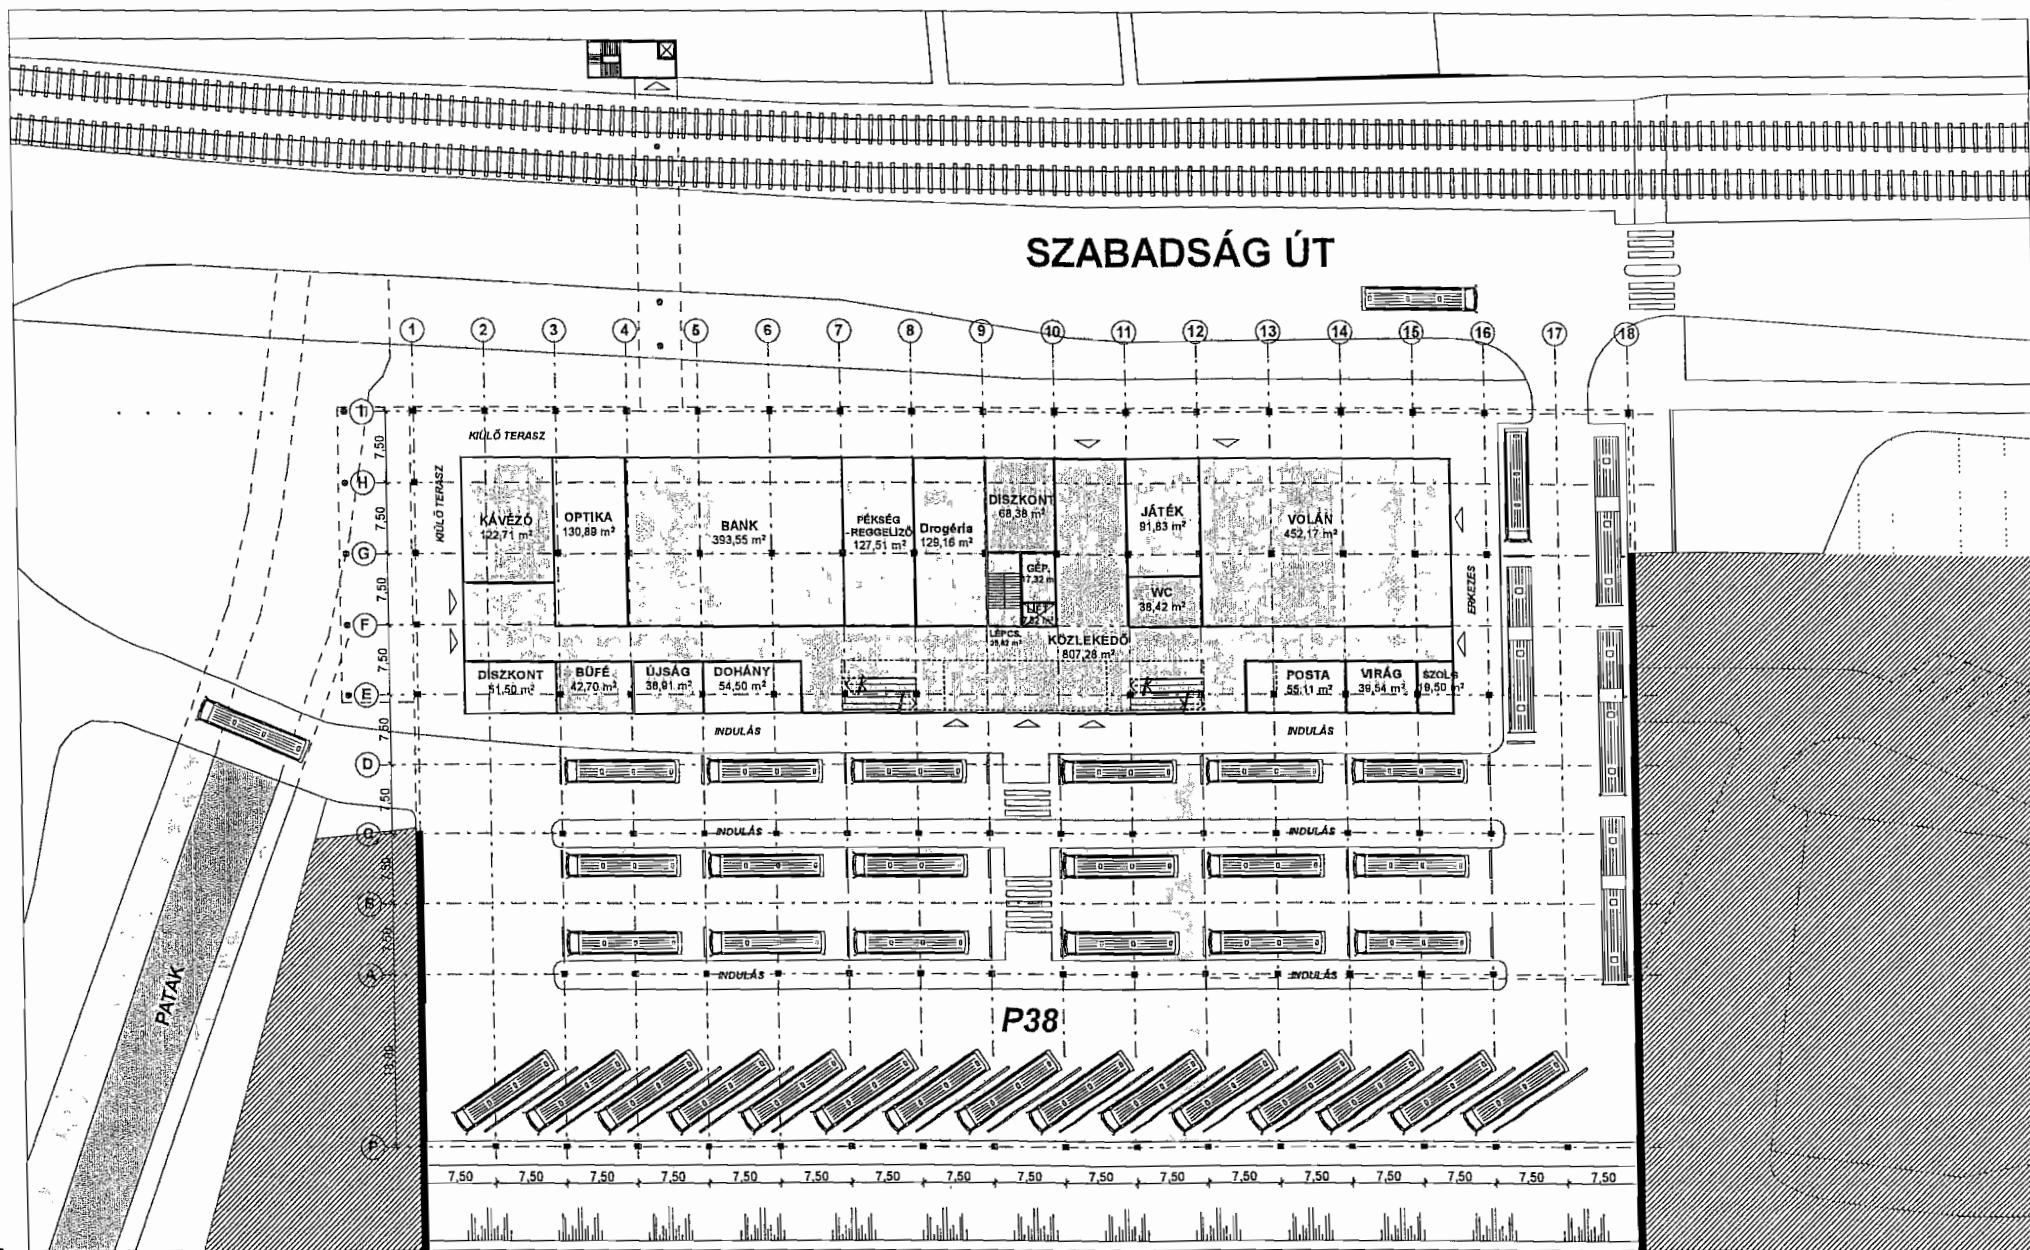 SZABADSÁG ÚT
1 2 3 4 5 6 7 8 9 10 11 12 13 14 15 16 17 18
I
KIÜLŐ TERASZ
7,50
KIÜLŐ TERASZ
H
7,50
KÁVÉZÓ
122,71 m²
OPTIKA
130,89 m²
BANK
393,55 m²
PÉKSÉG
-REGGELIZŐ
127,51 m²
Drogéria
129,16 m²
DISZKONT
68,38 m²
JÁTÉK
91,83 m²
VOLÁN
452,17 m²
G
7,50
GÉP.
17,32 m
WC
38,42 m²
ÉRKEZÉS
LIFT
F
LÉPCS.
KÖZLEKEDŐ
807,28 m²
7,50
DISZKONT
51,50 m²
BÜFÉ
42,70 m²
ÚJSÁG
38,91 m²
DOHÁNY
54,50 m²
POSTA
55,11 m²
VIRÁG
39,54 m²
SZOLG
19,50 m²
E
7,50
INDULÁS
INDULÁS
D
7,50
INDULÁS
INDULÁS
7,50
B
7,50
A
INDULÁS
INDULÁS
PATAK
P38
18,00
P
7,50 7,50 7,50 7,50 7,50 7,50 7,50 7,50 7,50 7,50 7,50 7,50 7,50 7,50 7,50 7,50 7,50